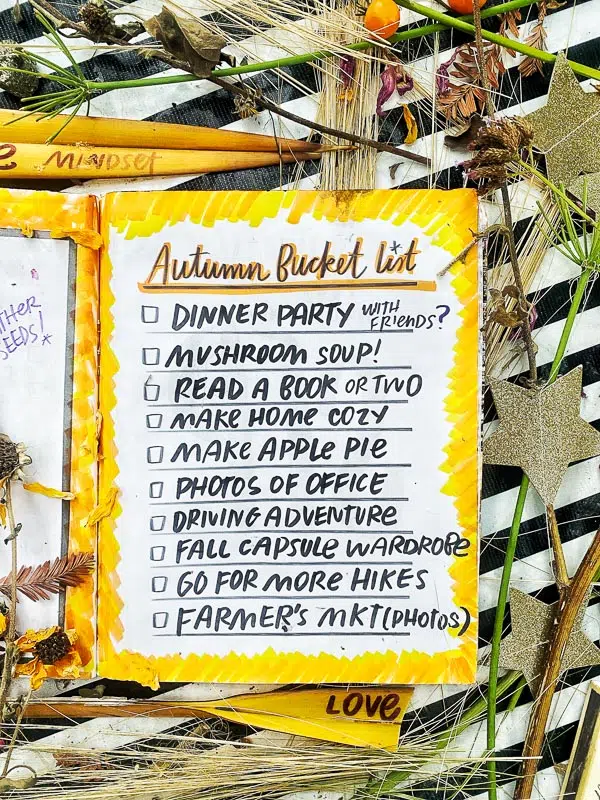 MINDSET
THER
SEEDS!
Autumn Bucket list
DINNER PARTY WITH FRIENDS?
MUSHROOM SOUP!
READ A BOOK OR TWO
MAKE HOME COZY
MAKE APPLE PIE
PHOTOS OF OFFICE
DRIVING ADVENTURE
FALL CAPSULE WARDROBE
GO FOR MORE HIKES
FARMER'S MKT (PHOTOS)
LOVE